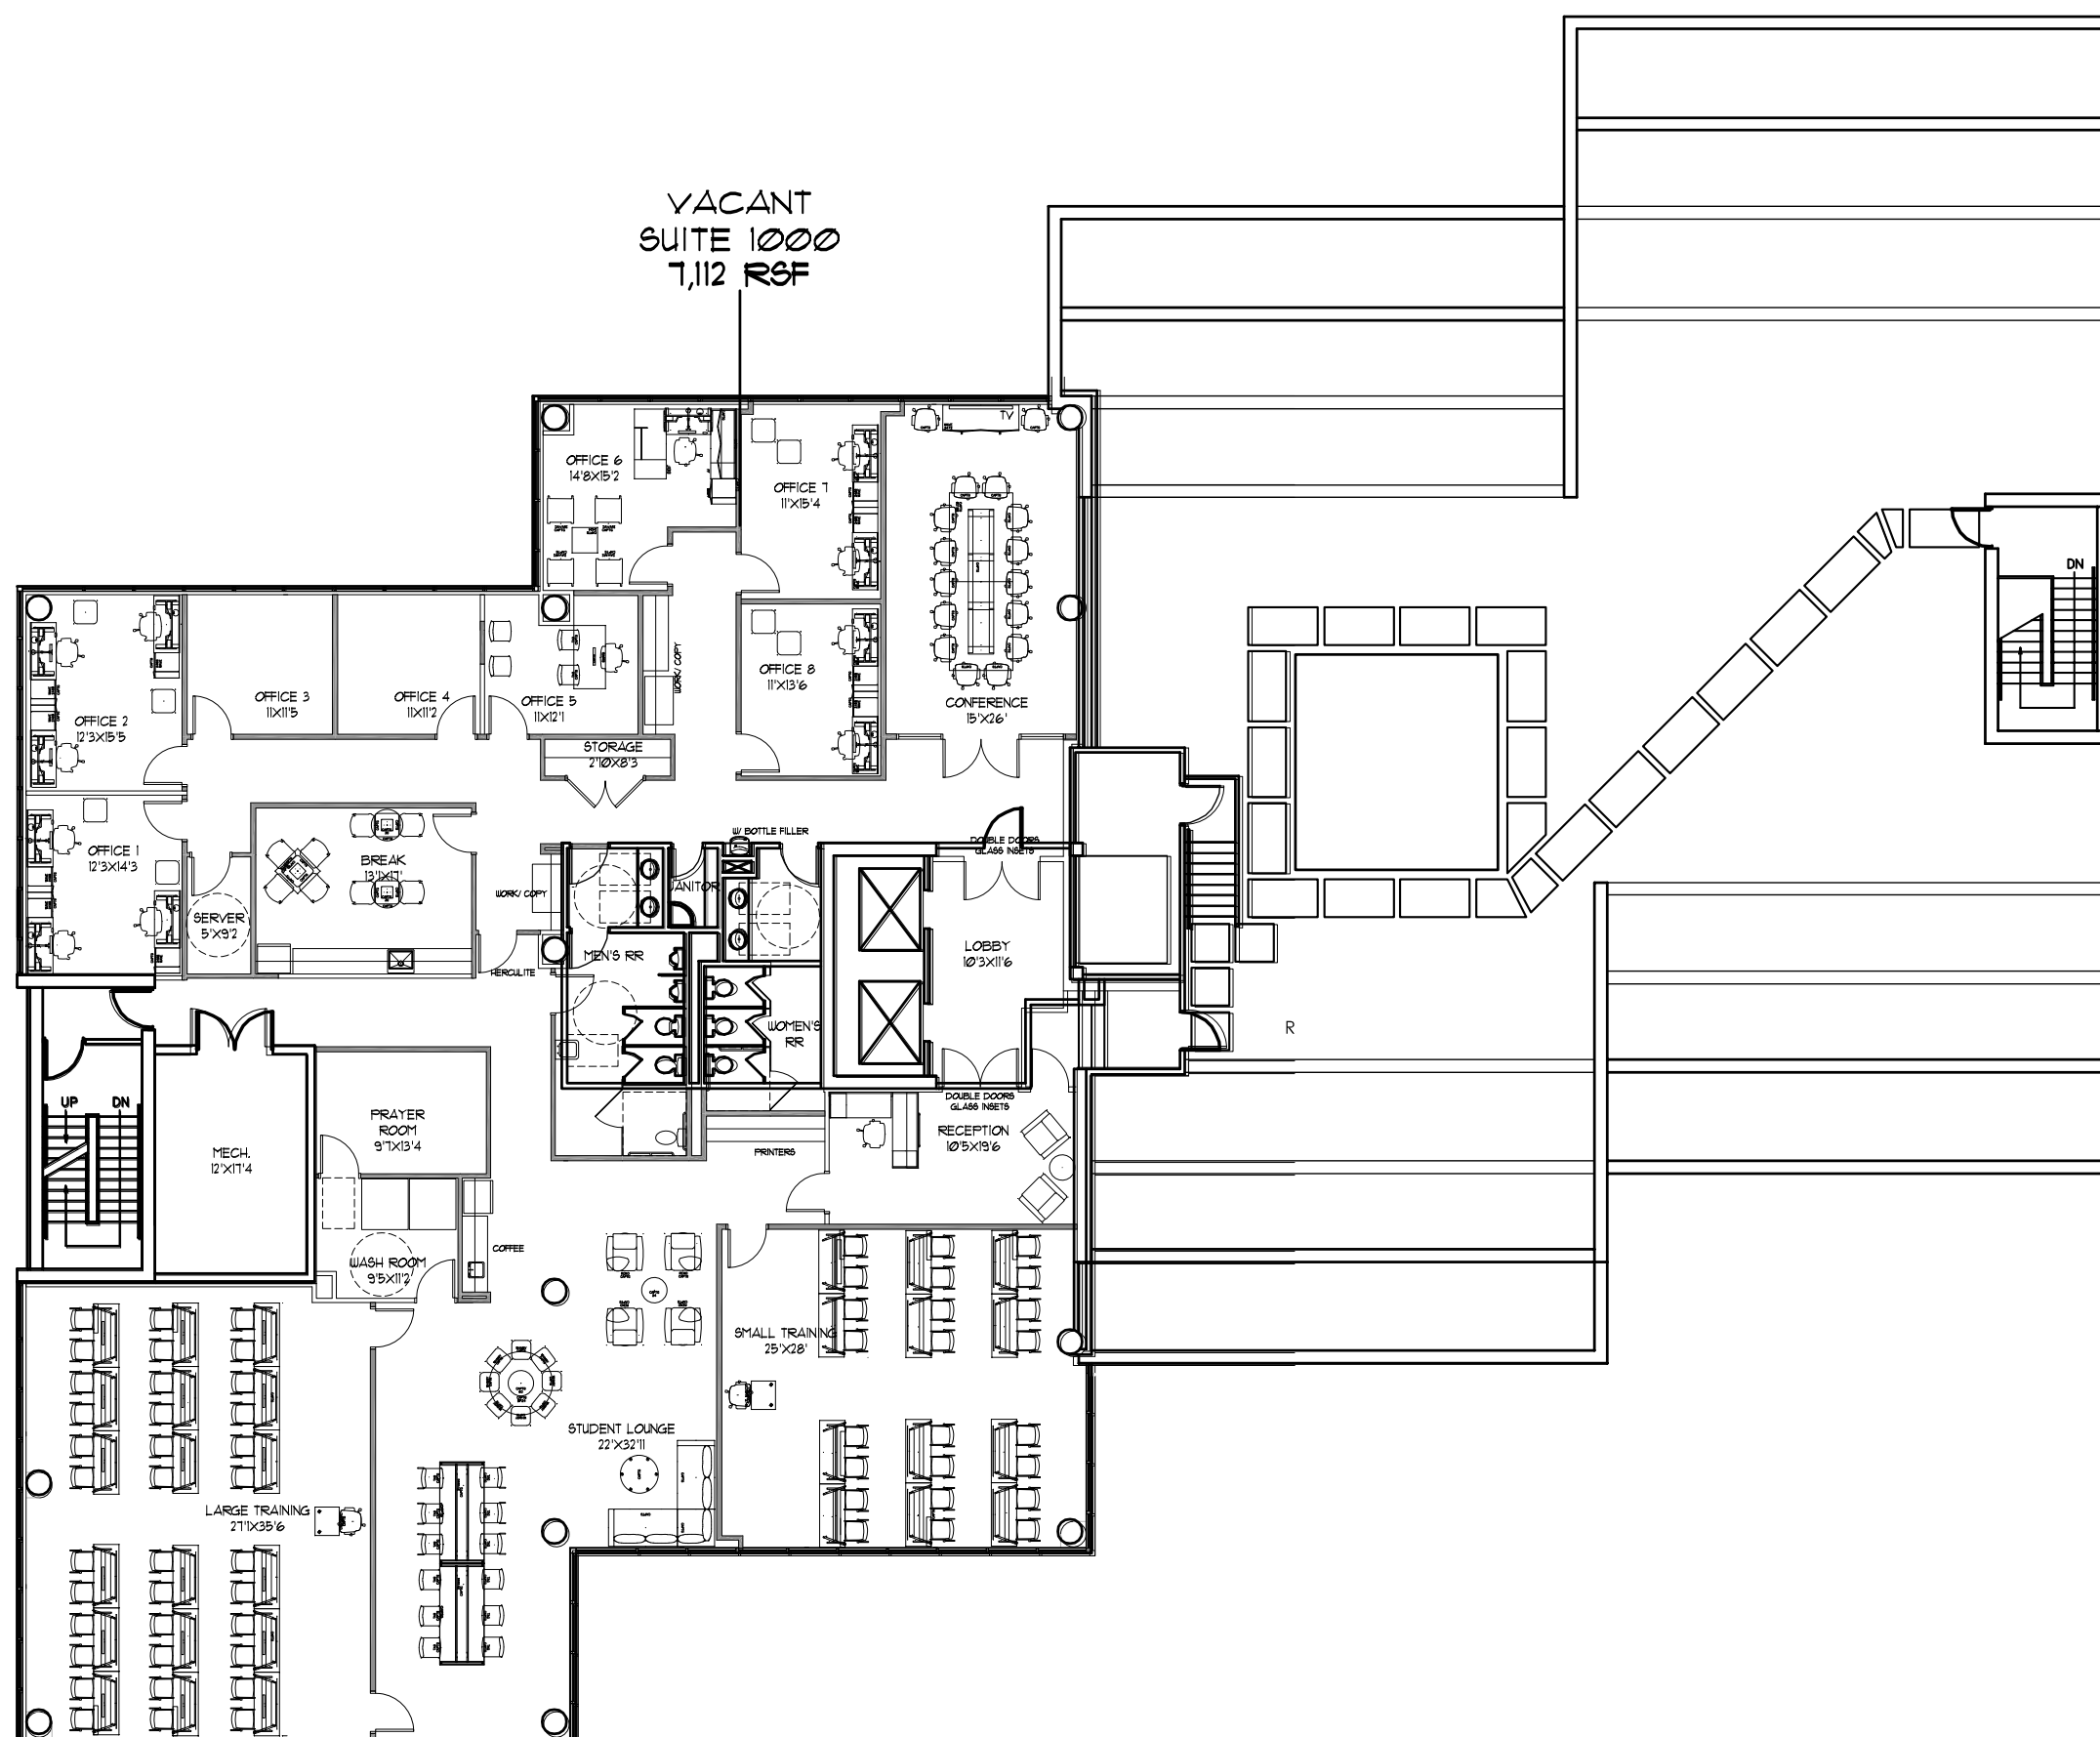 VACANT
SUITE 1000
7,112 RSF
TV
OFFICE 6
14'8X15'2
OFFICE 7
11'X15'4
OFFICE 8
11'X13'6
CONFERENCE
15'X26'
WORK/ COPY
OFFICE 3
11X11'5
OFFICE 4
11X11'2
OFFICE 5
11X12'1
OFFICE 2
12'3X15'5
STORAGE
2'10X8'3
DN
OFFICE 1
12'3X14'3
BREAK
13'1X17'
W/ BOTTLE FILLER
DOUBLE DOORS
GLASS INSETS
SERVER
5'X9'2
WORK/ COPY
JANITOR
MEN'S RR
HERCULITE
LOBBY
10'3X11'6
WOMEN'S
RR
R
UP
DN
MECH.
12'X17'4
PRAYER
ROOM
9'7X13'4
DOUBLE DOORS
GLASS INSETS
RECEPTION
10'5X19'6
PRINTERS
COFFEE
WASH ROOM
9'5X11'2
SMALL TRAINING
25'X28'
STUDENT LOUNGE
22'X32'11
LARGE TRAINING
27'1X35'6